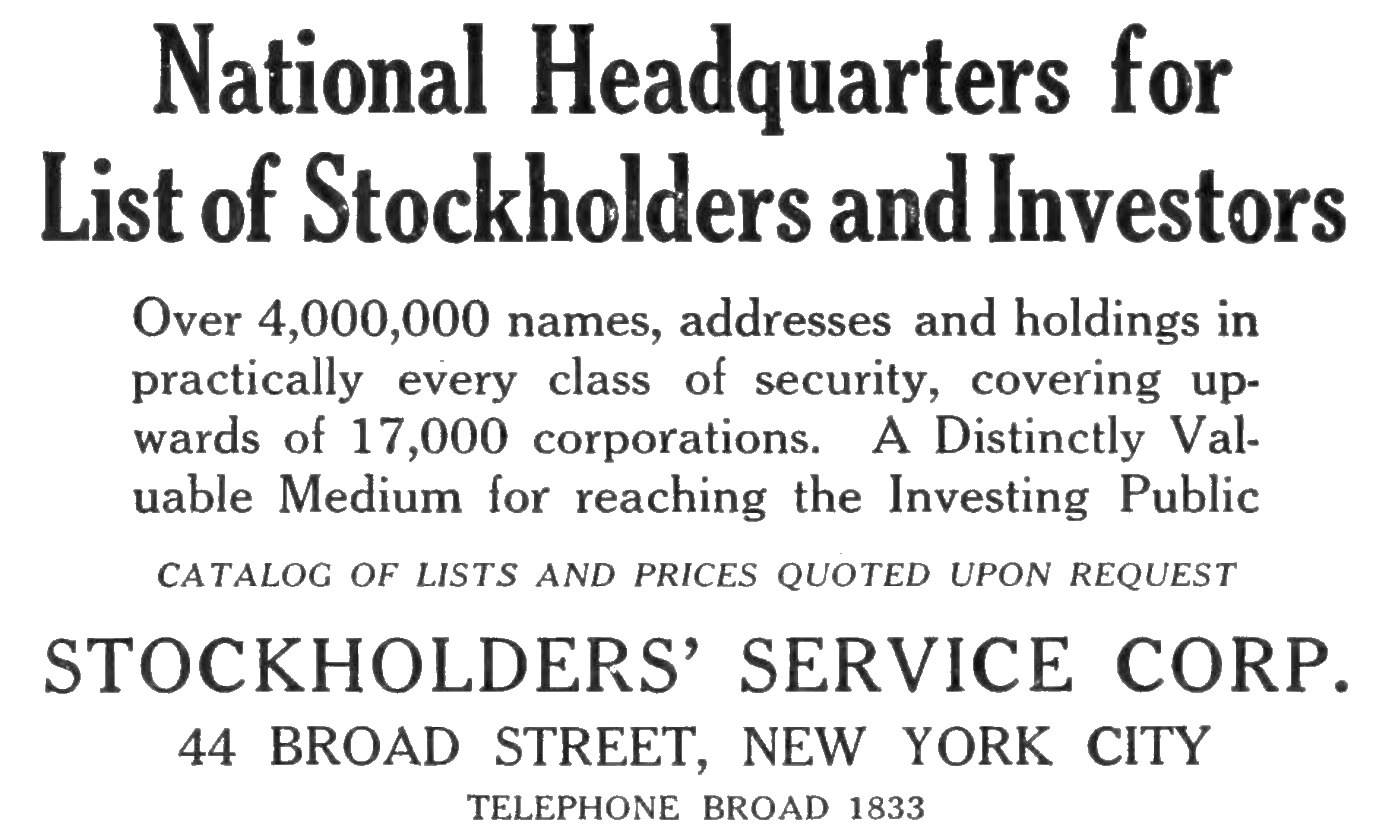 National Headquarters for
List of Stockholders and Investors
Over 4,000,000 names, addresses and holdings in
practically every class of security, covering up-
wards of 17,000 corporations. A Distinctly Val-
uable Medium for reaching the Investing Public
CATALOG OF LISTS AND PRICES QUOTED UPON REQUEST
STOCKHOLDERS’ SERVICE CORP.
44 BROAD STREET, NEW YORK CITY
TELEPHONE BROAD 1833